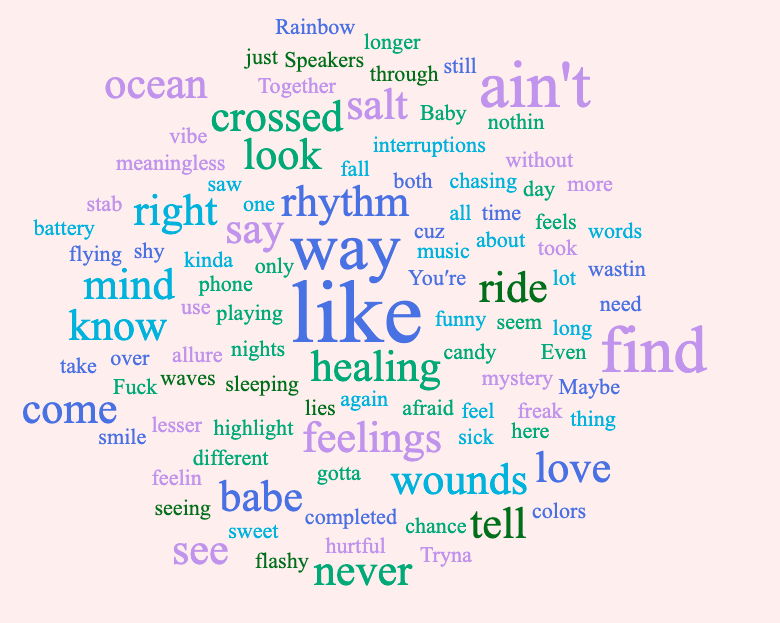 Rainbow
longer
just Speakers through still
ocean Together ain't
crossed salt Baby nothin
vibe interruptions
meaningless look fall without
saw both chasing day more
stab right one rhythm all time
battery say way cuz feels words
flying shy kinda only music about took
mind phone You're ride lot wastin
use playing like need
know funny seem long find
take over allure nights healing candy Even
Fuck waves sleeping mystery Maybe
come lies again afraid feel freak thing
smile lesser highlight feelings sick here
different
feelin gotta wounds love
seeing babe completed chance tell colors
sweet
see flashy hurtful Tryna
never